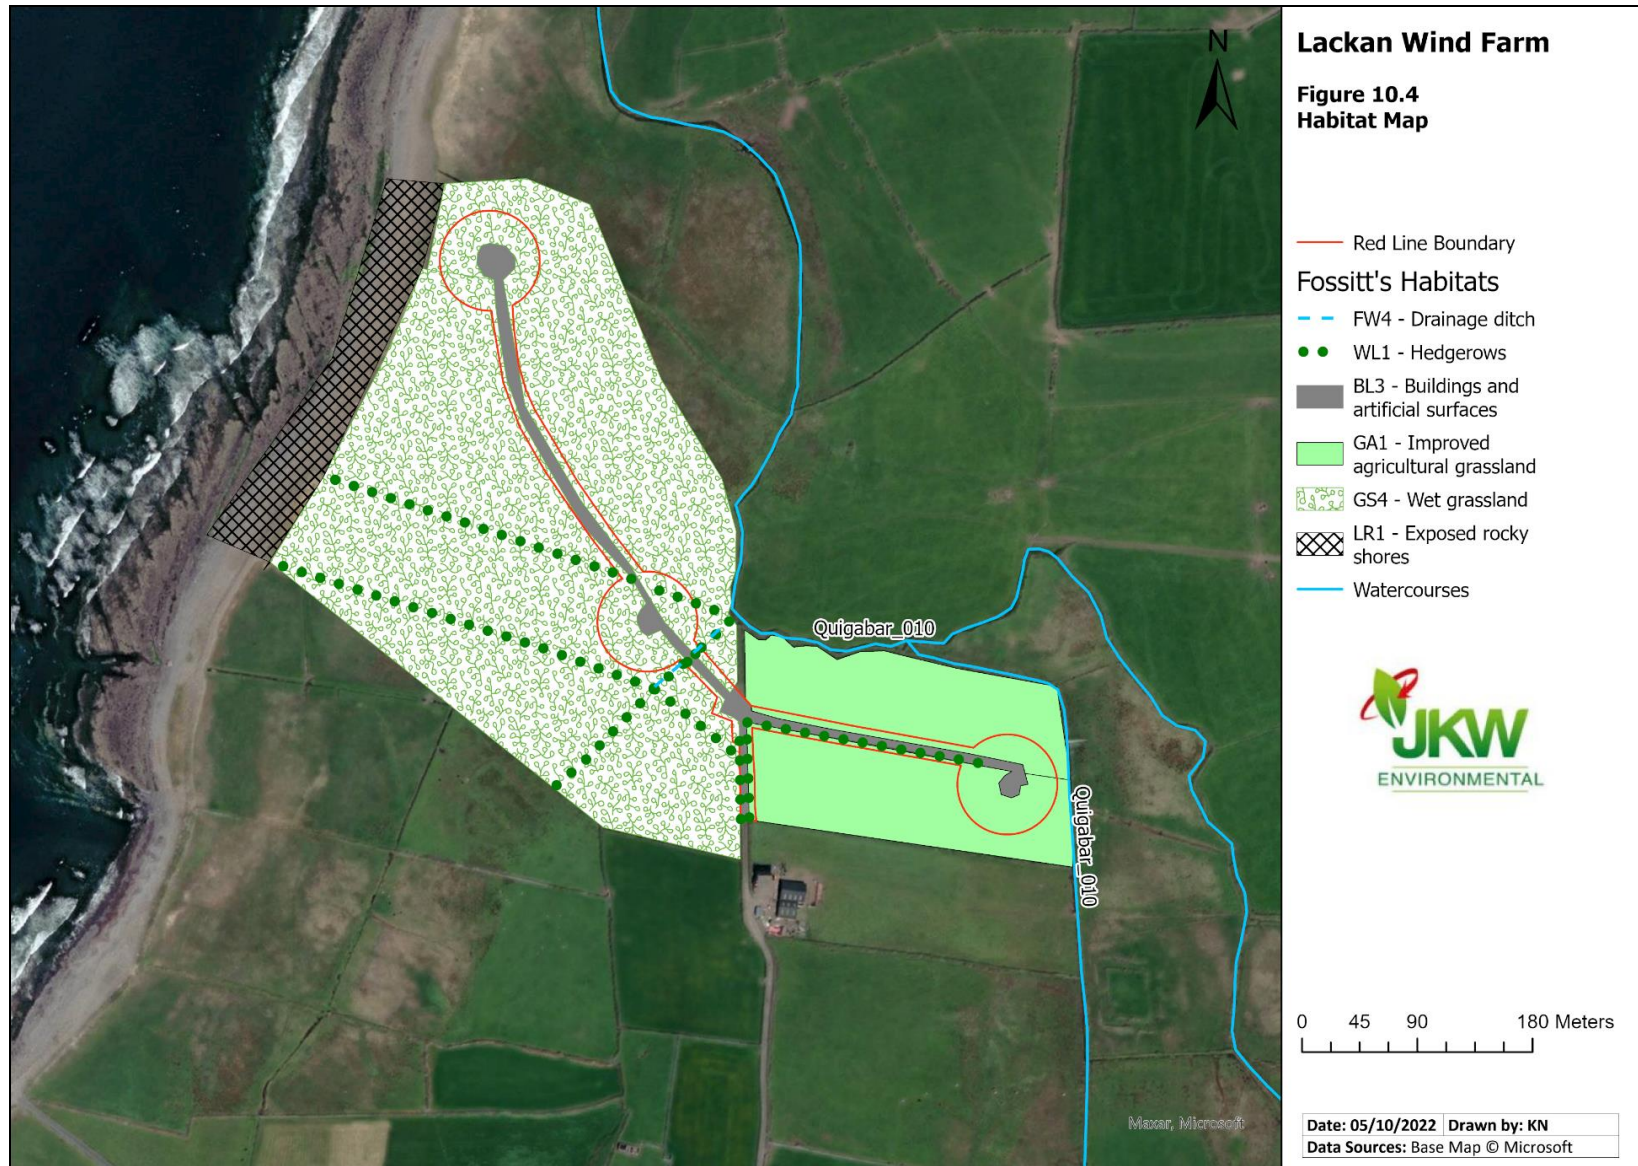 N
Quigabar_010
Quigabar_010
Maxar, Microsoft
Lackan Wind Farm
Figure 10.4
Habitat Map
Red Line Boundary
Fossitt's Habitats
FW4 - Drainage ditch
WL1 - Hedgerows
BL3 - Buildings and
artificial surfaces
GA1 - Improved
agricultural grassland
GS4 - Wet grassland
LR1 - Exposed rocky
shores
Watercourses
JKW
ENVIRONMENTAL
0 45 90 180 Meters
Date: 05/10/2022 Drawn by: KN
Data Sources: Base Map © Microsoft